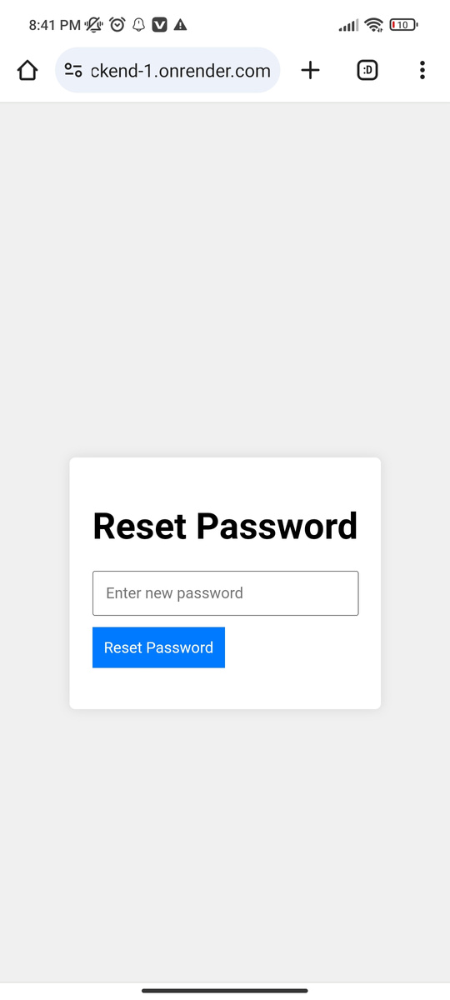 8:41 PM
10
ckend-1.onrender.com
:D
Reset Password
Enter new password
Reset Password